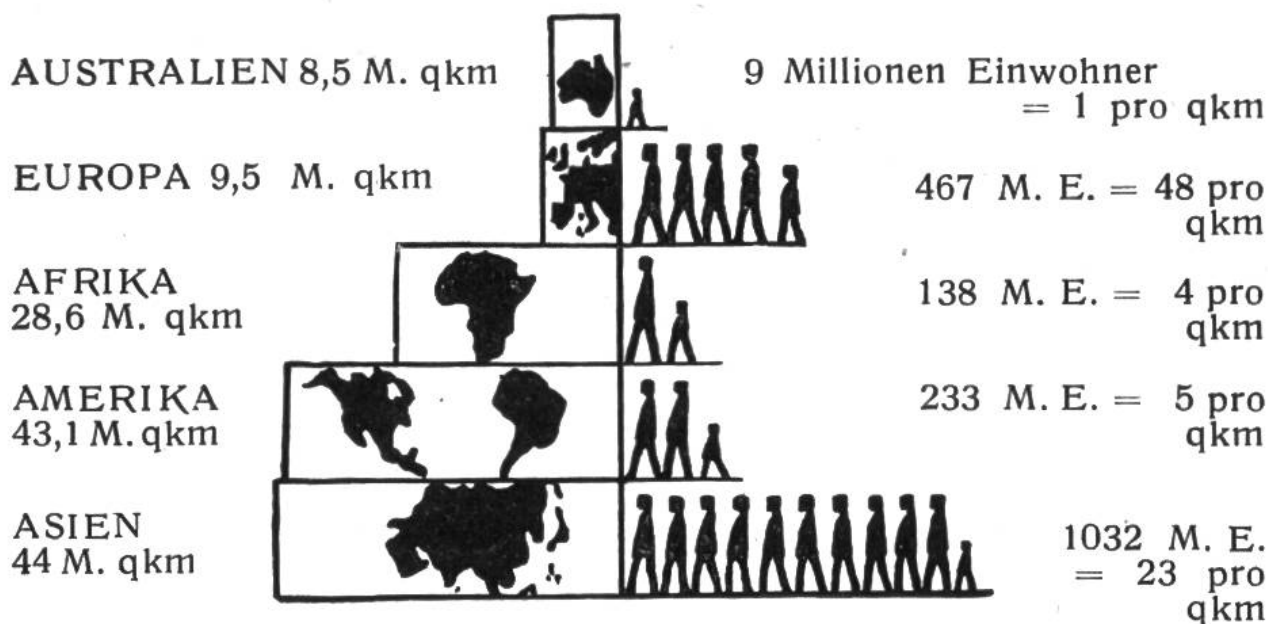 AUSTRALIEN 8,5 M. qkm
9 Millionen Einwohner
= 1 pro qkm
EUROPA 9,5 M. qkm
467 M. E. = 48 pro
qkm
AFRIKA
28,6 M. qkm
138 M. E. = 4 pro
qkm
AMERIKA
43,1 M. qkm
233 M. E. = 5 pro
qkm
ASIEN
44 M. qkm
1032 M. E.
= 23 pro
qkm